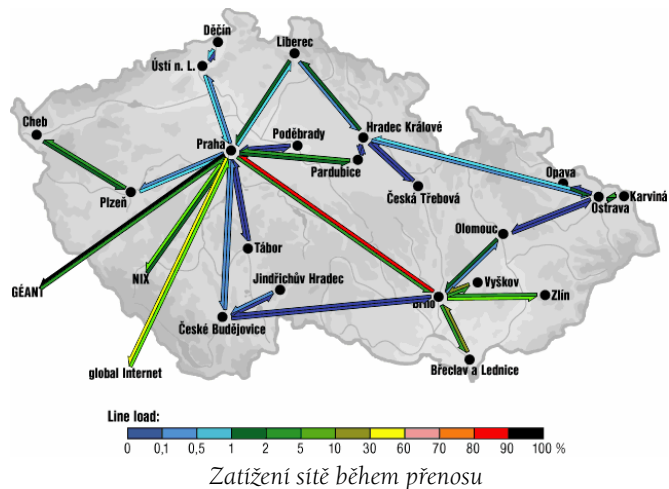 Děčín
Liberec
Ústí n. L.
Cheb
Praha
Poděbrady
Hradec Králové
Pardubice
Opava
Karviná
Plzeň
Česká Třebová
Ostrava
Olomouc
Tábor
NIX
GÉANT
Jindřichův Hradec
Vyškov
Brno
Zlín
České Budějovice
global Internet
Břeclav a Lednice
Line load:
0 0,1 0,5 1 2 5 10 30 60 70 80 90 100 %
Zatížení sítě během přenosu